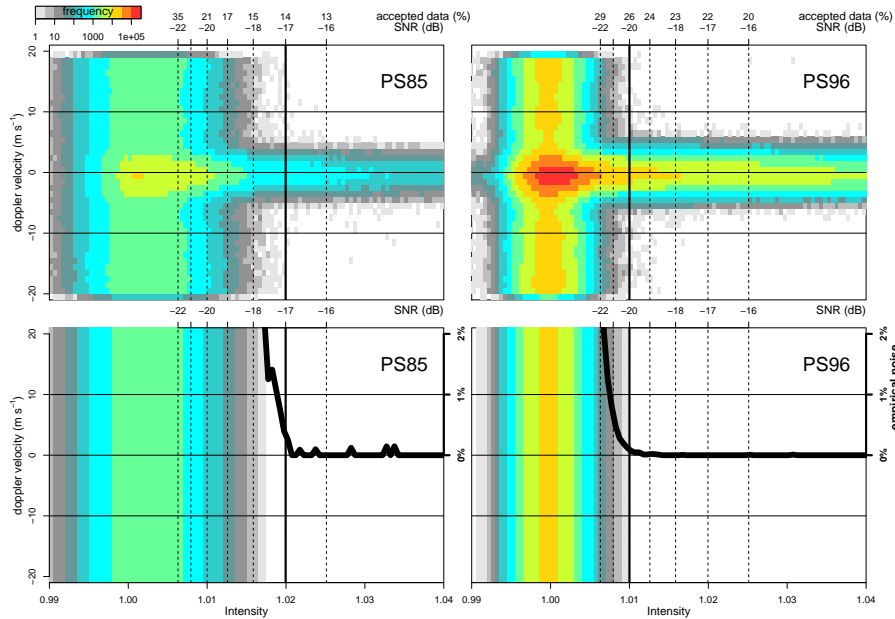 frequency
1 10 1000 1e+05
35 21 17 15 14 13 accepted data (%)
−22 −20 −18 −17 −16 SNR (dB)
29 26 24 23 22 20 accepted data (%)
−22 −20 −19 −18 −17 −16 SNR (dB)
PS85
PS96
doppler velocity (m s⁻¹)
20
10
0
−10
−20
−22 −20 −18 −17 −16 SNR (dB)
−22 −20 −19 −18 −17 −16 SNR (dB)
PS85
PS96
doppler velocity (m s⁻¹)
20
10
0
−10
−20
2%
1%
0%
2%
1%
0%
empirical noise
0.99 1.00 1.01 1.02 1.03 1.04
Intensity
0.99 1.00 1.01 1.02 1.03 1.04
Intensity